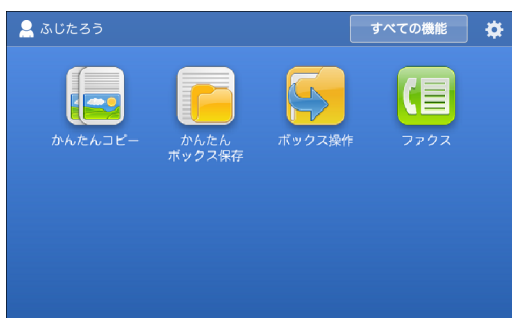 ふじたろう
すべての機能
かんたんコピー
かんたん
ボックス保存
ボックス操作
ファクス